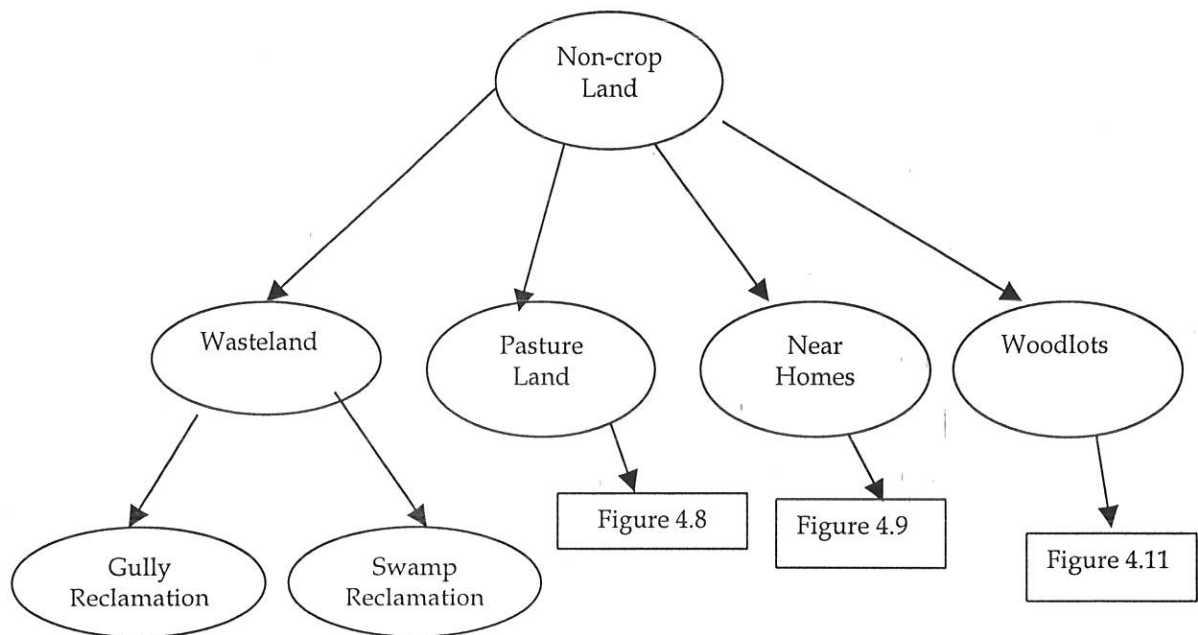 Non-crop
Land
Wasteland
Pasture
Land
Near
Homes
Woodlots
Figure 4.8
Figure 4.9
Figure 4.11
Gully
Reclamation
Swamp
Reclamation